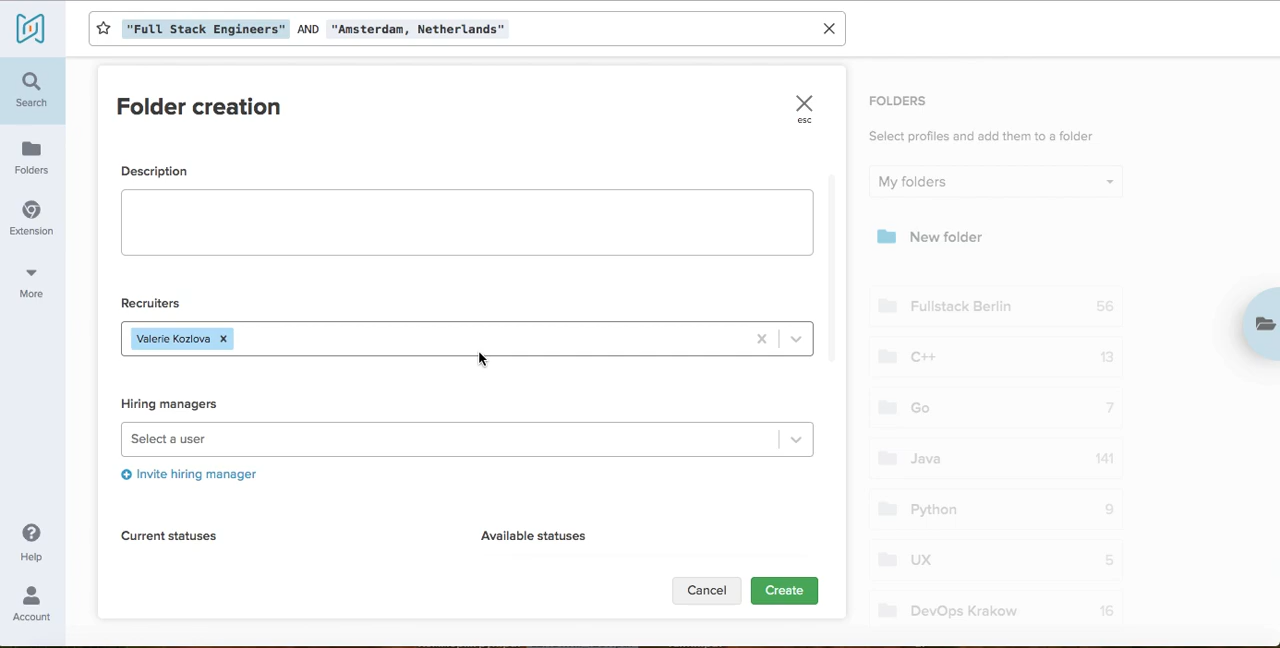 "Full Stack Engineers" AND "Amsterdam, Netherlands"
Search
Folders
Extension
More
Help
Account
Folder creation
esc
Description
Recruiters
Valerie Kozlova
Hiring managers
Select a user
Invite hiring manager
Current statuses
Available statuses
Cancel
Create
FOLDERS
Select profiles and add them to a folder
My folders
New folder
Fullstack Berlin 56
C++ 13
Go 7
Java 141
Python 9
UX 5
DevOps Krakow 16